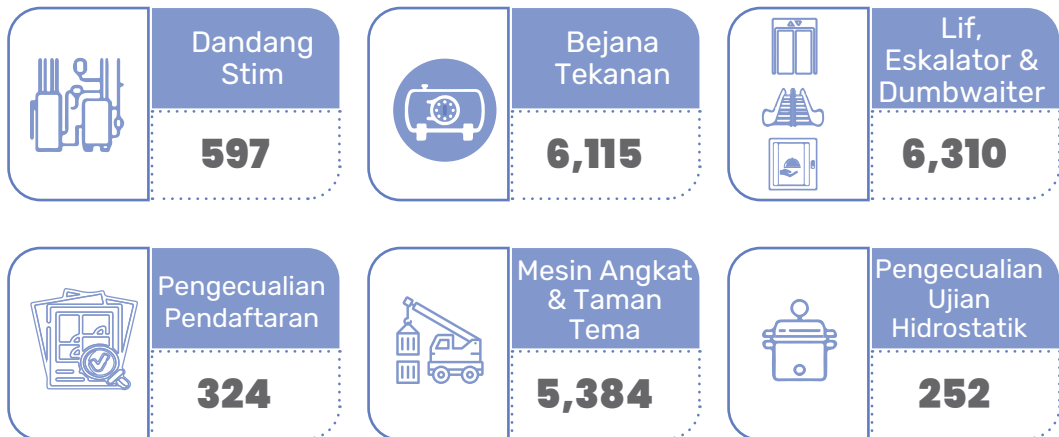 Dandang
Stim
597
Bejana
Tekanan
6,115
Lif,
Eskalator &
Dumbwaiter
6,310
Pengecualian
Pendaftaran
324
Mesin Angkat
& Taman
Tema
5,384
Pengecualian
Ujian
Hidrostatik
252